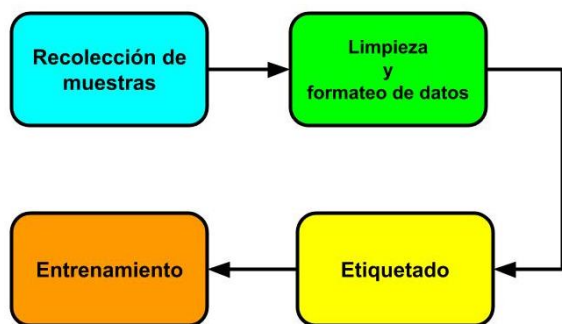 Recolección de
muestras
Limpieza
y
formateo de datos
Etiquetado
Entrenamiento